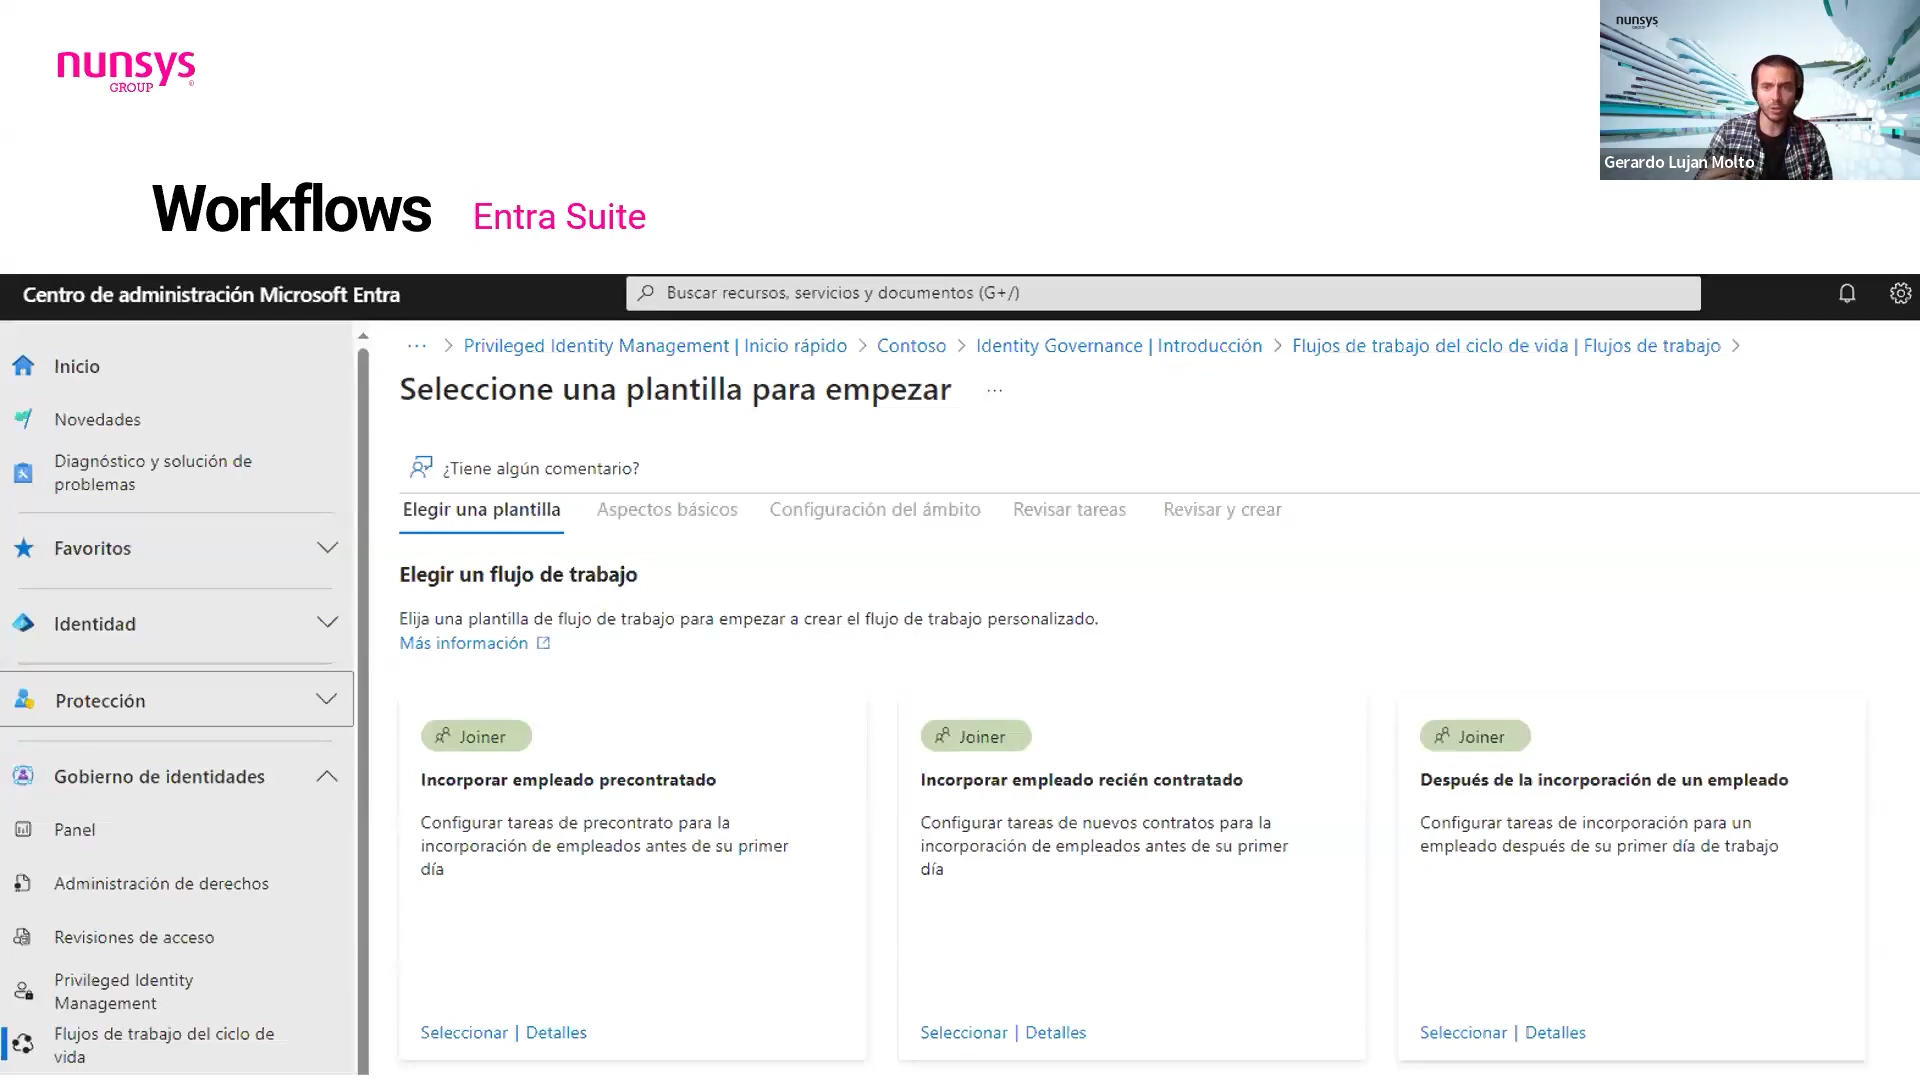 nunsys
GROUP
nunsys
Gerardo Lujan Molto
Workflows Entra Suite
Centro de administración Microsoft Entra
Buscar recursos, servicios y documentos (G+/)
Inicio
Novedades
Diagnóstico y solución de
problemas
Favoritos
Identidad
Protección
Gobierno de identidades
Panel
Administración de derechos
Revisiones de acceso
Privileged Identity
Management
Flujos de trabajo del ciclo de
vida
··· > Privileged Identity Management | Inicio rápido > Contoso > Identity Governance | Introducción > Flujos de trabajo del ciclo de vida | Flujos de trabajo >
Seleccione una plantilla para empezar ···
¿Tiene algún comentario?
Elegir una plantilla Aspectos básicos Configuración del ámbito Revisar tareas Revisar y crear
Elegir un flujo de trabajo
Elija una plantilla de flujo de trabajo para empezar a crear el flujo de trabajo personalizado.
Más información
Joiner
Incorporar empleado precontratado
Configurar tareas de precontrato para la
incorporación de empleados antes de su primer
día
Seleccionar | Detalles
Joiner
Incorporar empleado recién contratado
Configurar tareas de nuevos contratos para la
incorporación de empleados antes de su primer
día
Seleccionar | Detalles
Joiner
Después de la incorporación de un empleado
Configurar tareas de incorporación para un
empleado después de su primer día de trabajo
Seleccionar | Detalles